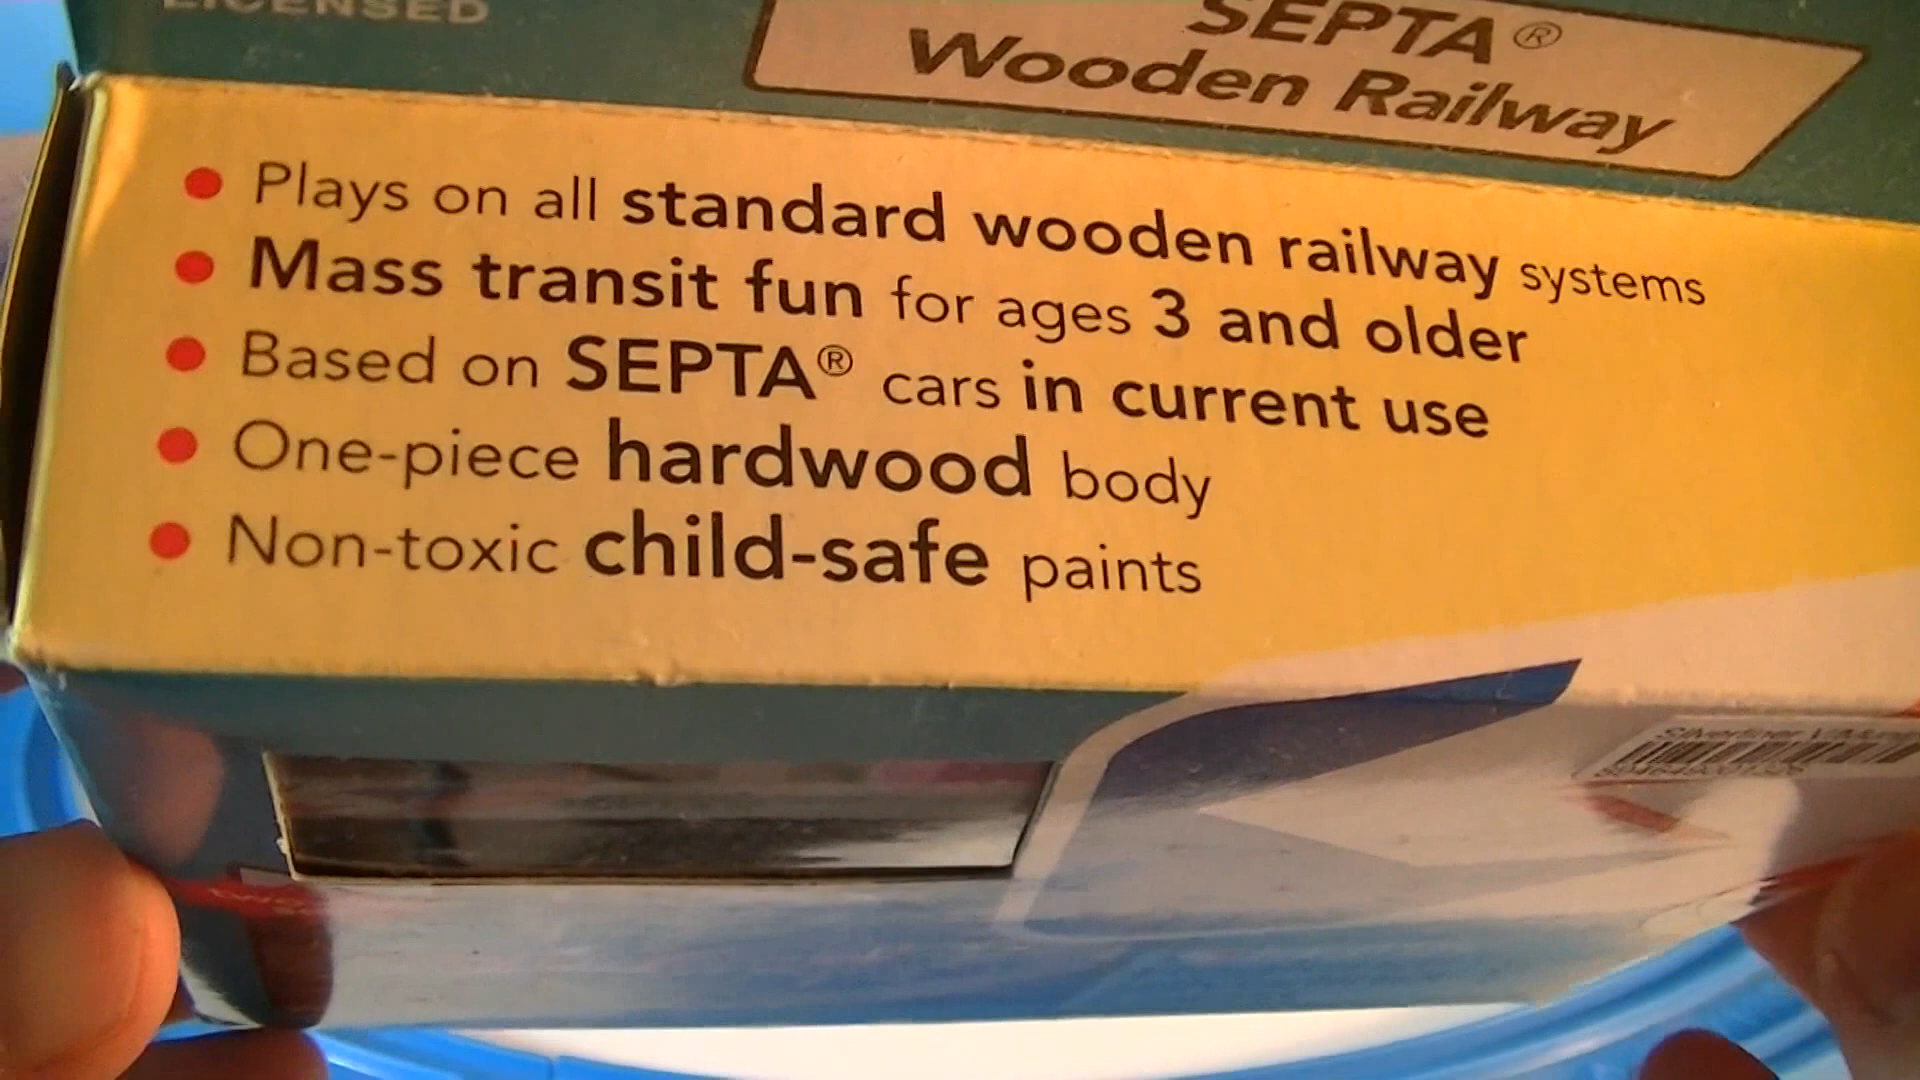 LICENSED
SEPTA®
Wooden Railway
Plays on all standard wooden railway systems
Mass transit fun for ages 3 and older
Based on SEPTA® cars in current use
One-piece hardwood body
Non-toxic child-safe paints
Silverliner